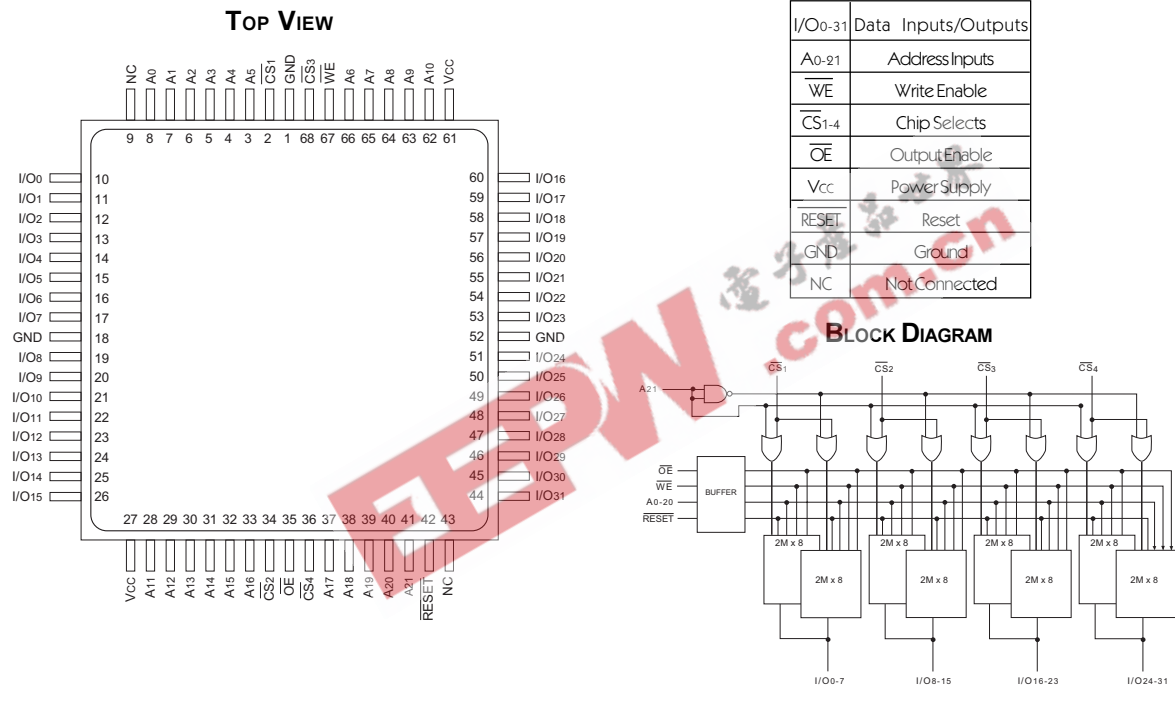 TOP VIEW
NC A0 A1 A2 A3 A4 A5 CS1 GND CS3 WE A6 A7 A8 A9 A10 VCC
9 8 7 6 5 4 3 2 1 68 67 66 65 64 63 62 61
I/O0 10 60 I/O16
I/O1 11 59 I/O17
I/O2 12 58 I/O18
I/O3 13 57 I/O19
I/O4 14 56 I/O20
I/O5 15 55 I/O21
I/O6 16 54 I/O22
I/O7 17 53 I/O23
GND 18 52 GND
I/O8 19 51 I/O24
I/O9 20 50 I/O25
I/O10 21 49 I/O26
I/O11 22 48 I/O27
I/O12 23 47 I/O28
I/O13 24 46 I/O29
I/O14 25 45 I/O30
I/O15 26 44 I/O31
27 28 29 30 31 32 33 34 35 36 37 38 39 40 41 42 43
VCC A11 A12 A13 A14 A15 A16 CS2 OE CS4 A17 A18 A19 A20 A21 RESET NC
I/O0-31 Data Inputs/Outputs
A0-21 Address Inputs
WE Write Enable
CS1-4 Chip Selects
OE Output Enable
VCC Power Supply
RESET Reset
GND Ground
NC Not Connected
EEPW.com.cn
電子產品世界
BLOCK DIAGRAM
CS1 CS2 CS3 CS4
A21
OE
WE
A0-20
RESET
BUFFER
2M x 8 2M x 8 2M x 8 2M x 8
2M x 8 2M x 8 2M x 8 2M x 8
I/O0-7 I/O8-15 I/O16-23 I/O24-31